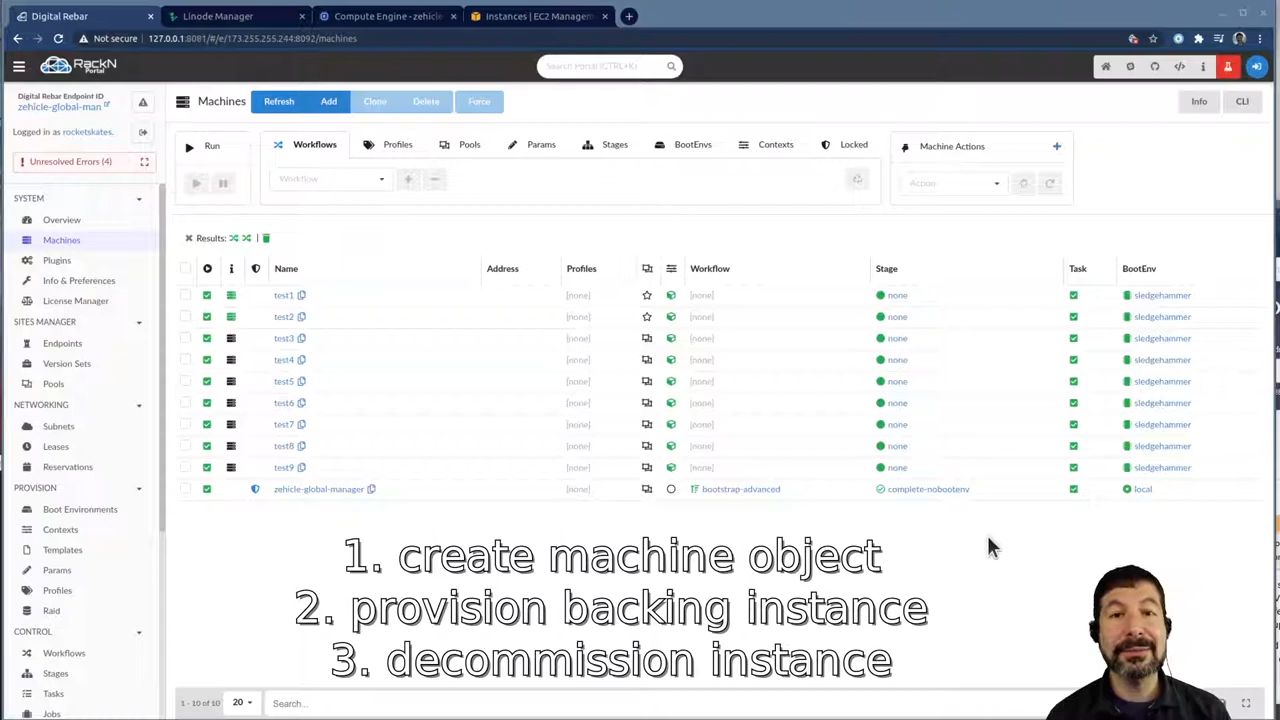 Digital Rebar
Linode Manager
Compute Engine - zehicle
Instances | EC2 Managem
Not secure
127.0.0.1:8081/#/e/173.255.255.244:8092/machines
RackN
Portal
Search Portal (CTRL+K)
Digital Rebar Endpoint ID
zehicle-global-man
Logged in as rocketskates.
Unresolved Errors (4)
Machines
Refresh
Add
Clone
Delete
Force
Info
CLI
Run
Workflows
Profiles
Pools
Params
Stages
BootEnvs
Contexts
Locked
Machine Actions
Workflow
Action
SYSTEM
Overview
Machines
Plugins
Info & Preferences
License Manager
SITES MANAGER
Endpoints
Version Sets
Pools
NETWORKING
Subnets
Leases
Reservations
PROVISION
Boot Environments
Contexts
Templates
Params
Profiles
Raid
CONTROL
Workflows
Stages
Tasks
Jobs
Results:
Name Address Profiles Workflow Stage Task BootEnv
test1 [none] [none] none sledgehammer
test2 [none] [none] none sledgehammer
test3 [none] [none] none sledgehammer
test4 [none] [none] none sledgehammer
test5 [none] [none] none sledgehammer
test6 [none] [none] none sledgehammer
test7 [none] [none] none sledgehammer
test8 [none] [none] none sledgehammer
test9 [none] [none] none sledgehammer
zehicle-global-manager [none] bootstrap-advanced complete-nobootenv local
1. create machine object
2. provision backing instance
3. decommission instance
1 - 10 of 10
20
Search...